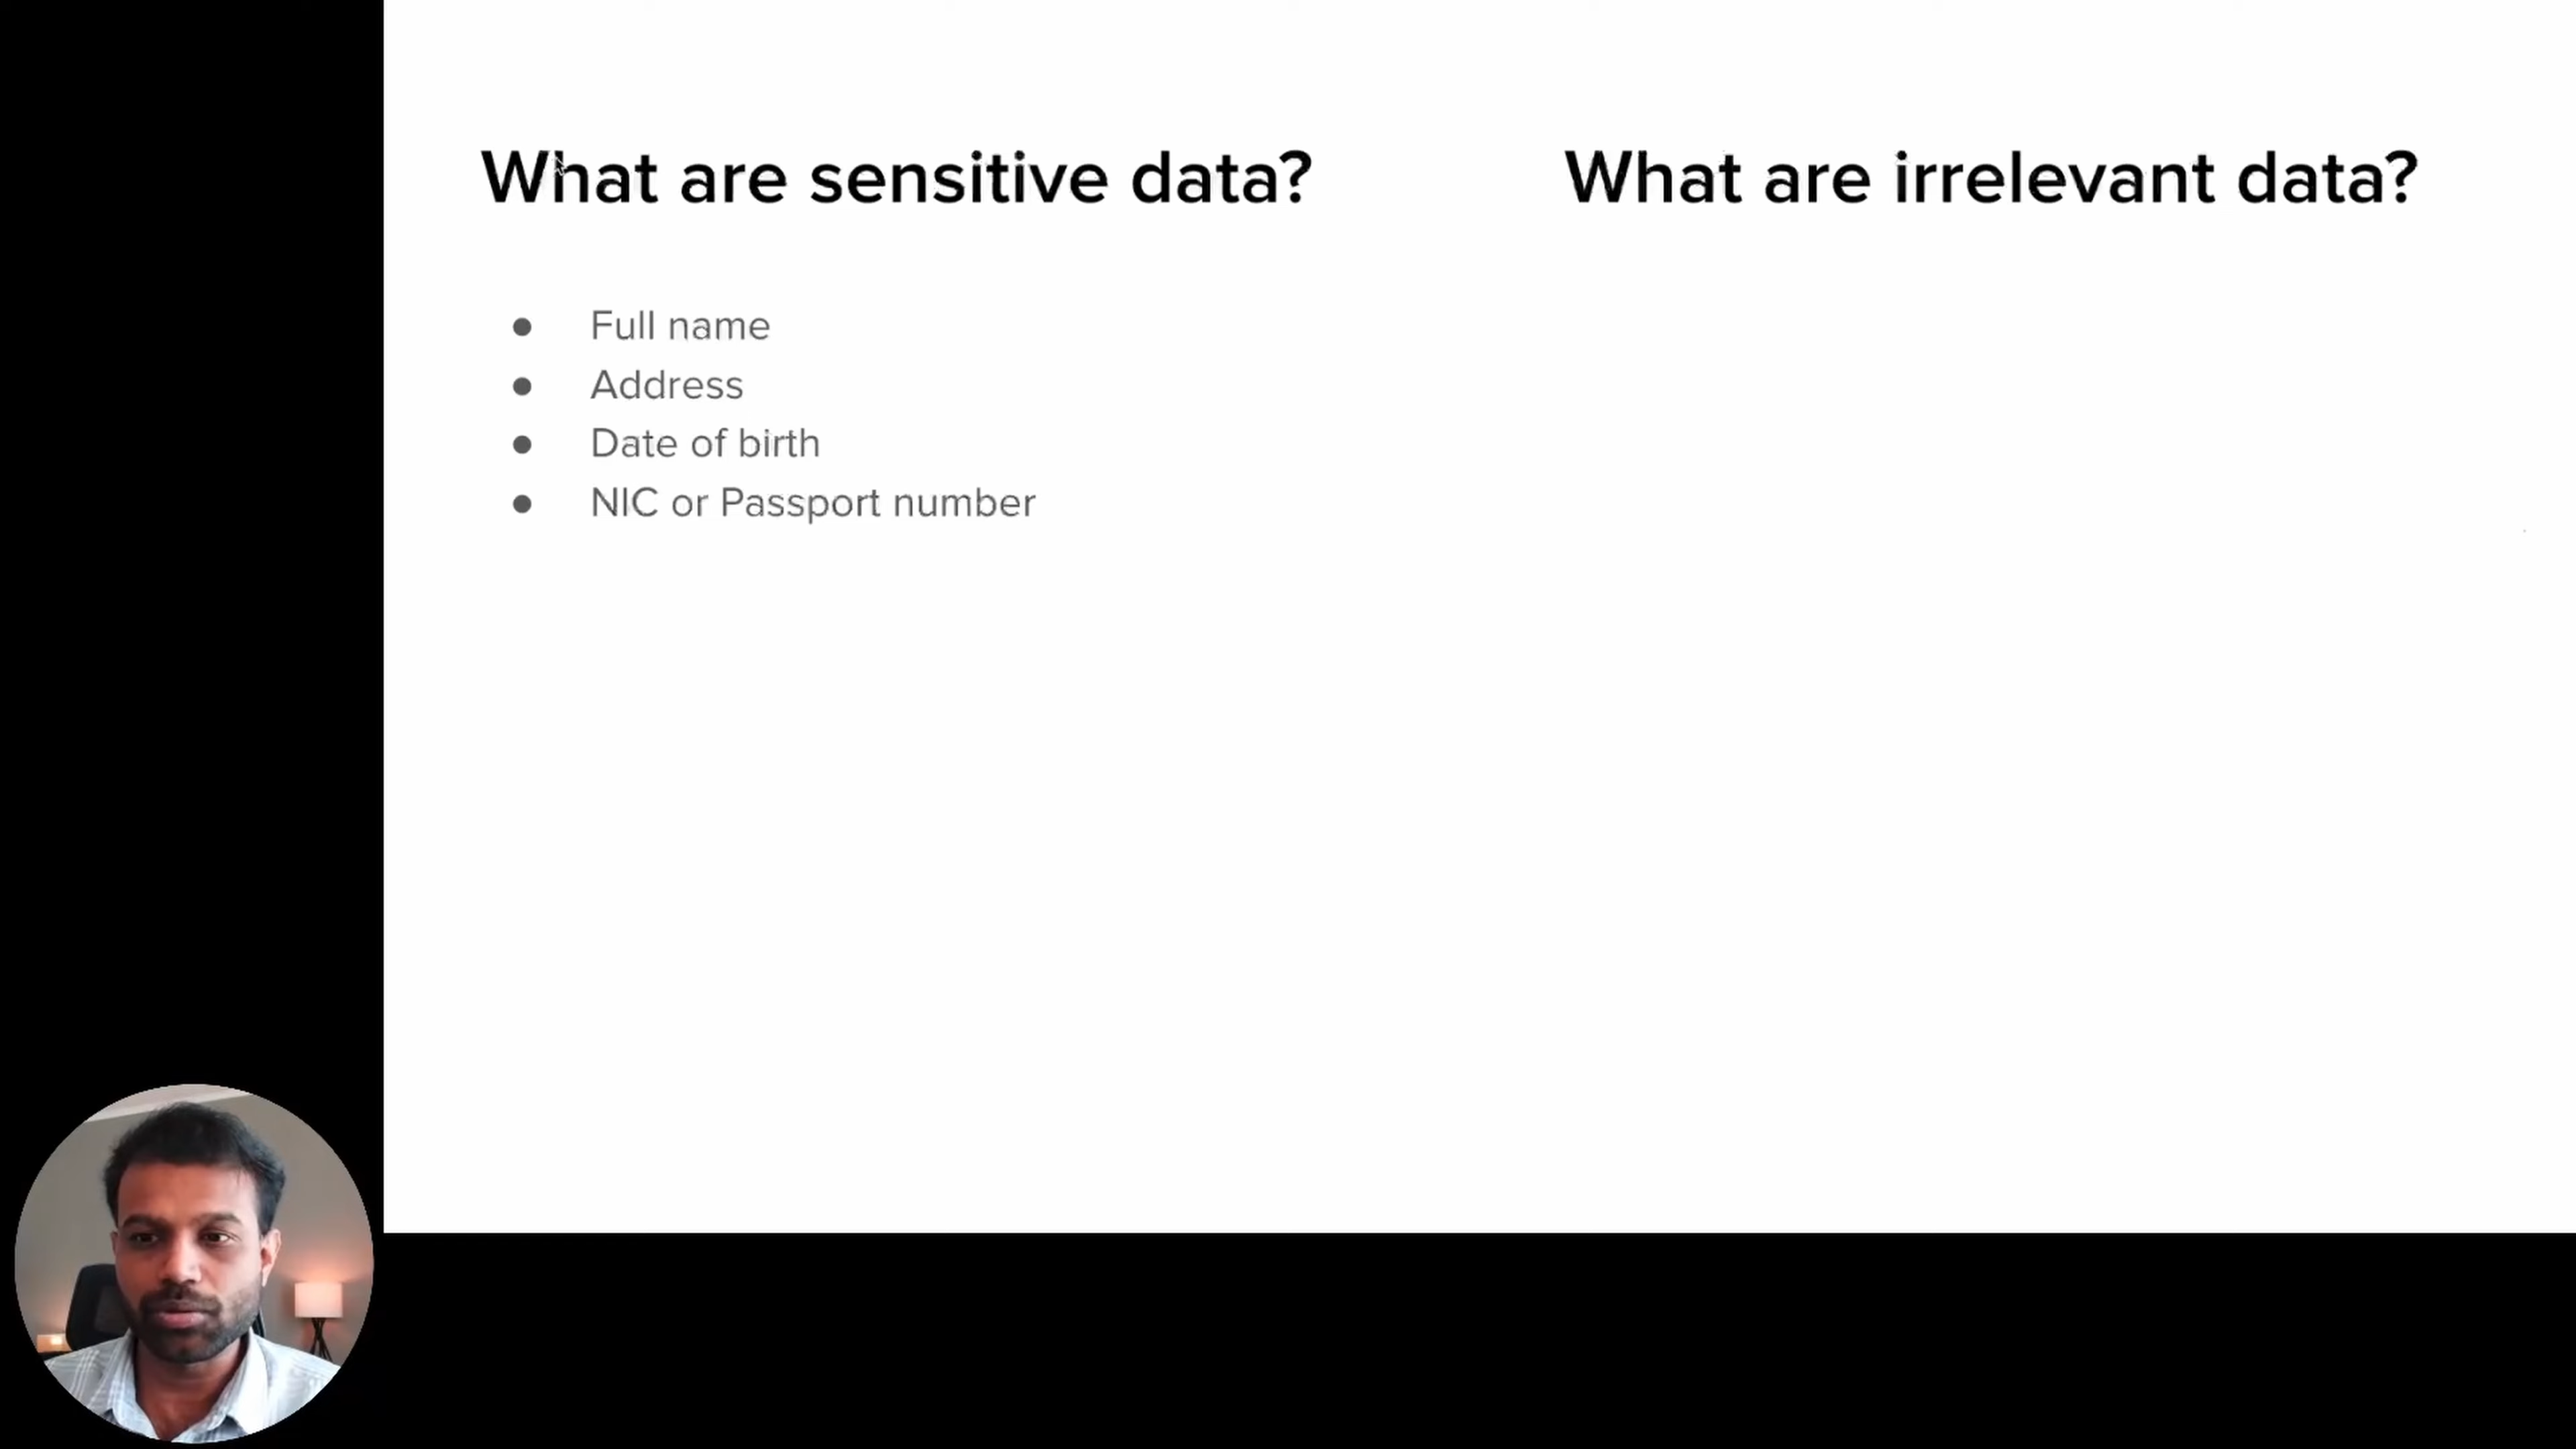 What are sensitive data?
Full name
Address
Date of birth
NIC or Passport number
What are irrelevant data?